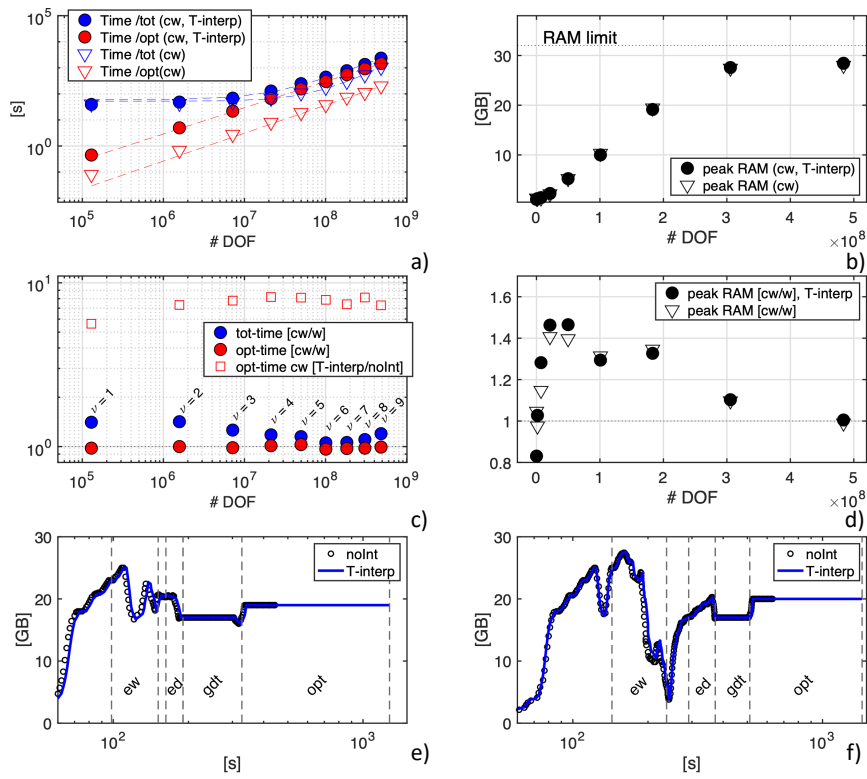 10^5
Time /tot (cw, T-interp)
Time /opt (cw, T-interp)
Time /tot (cw)
Time /opt(cw)
[s]
10^0
10^5 10^6 10^7 10^8 10^9
# DOF
a)
RAM limit
30
[GB]
20
10
peak RAM (cw, T-interp)
peak RAM (cw)
0 1 2 3 4 5
# DOF
×10^8
b)
10^1
tot-time [cw/w]
opt-time [cw/w]
opt-time cw [T-interp/noInt]
ν=1 ν=2 ν=3 ν=4 ν=5 ν=6 ν=7 ν=8 ν=9
10^0
10^5 10^6 10^7 10^8 10^9
# DOF
c)
1.6
peak RAM [cw/w], T-interp
peak RAM [cw/w]
1.4
1.2
1
0.8
0 1 2 3 4 5
# DOF
×10^8
d)
30
noInt
T-interp
20
[GB]
10
ew ed gdt opt
0
10^2 10^3
[s]
e)
30
noInt
T-interp
20
[GB]
10
ew ed gdt opt
0
10^2 10^3
[s]
f)